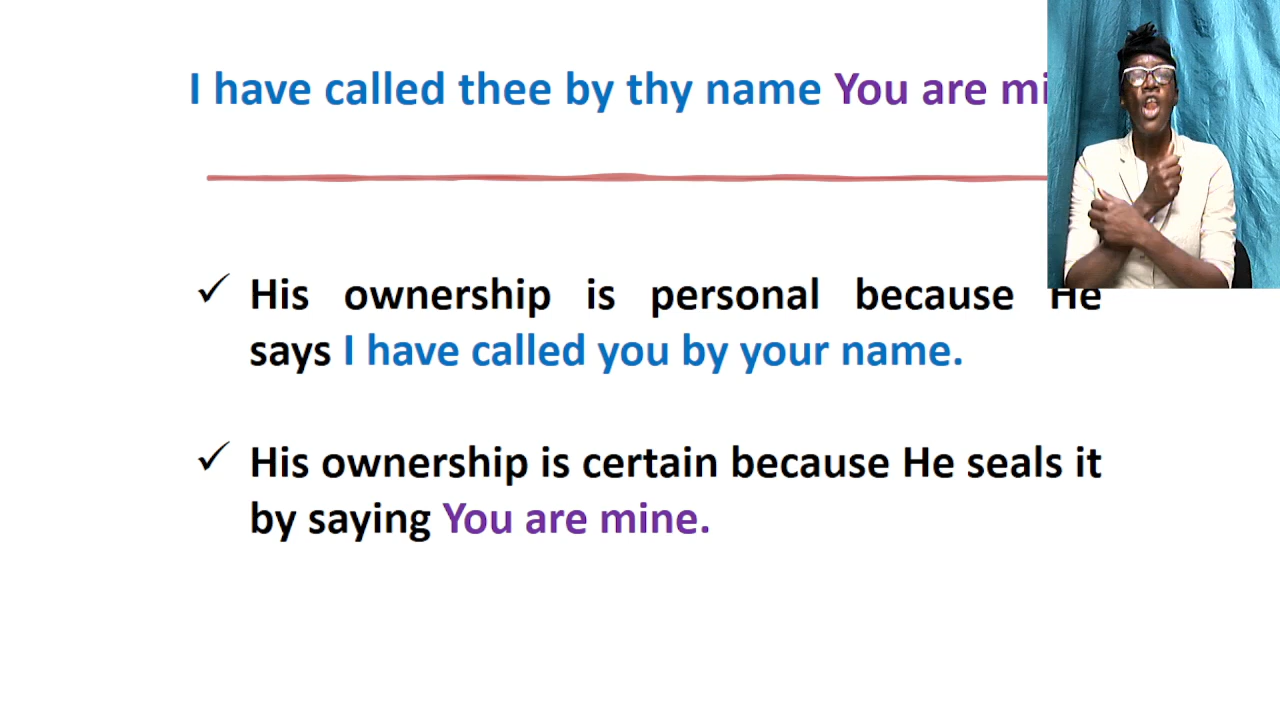 I have called thee by thy name You are mi
His ownership is personal because He
says I have called you by your name.
His ownership is certain because He seals it
by saying You are mine.